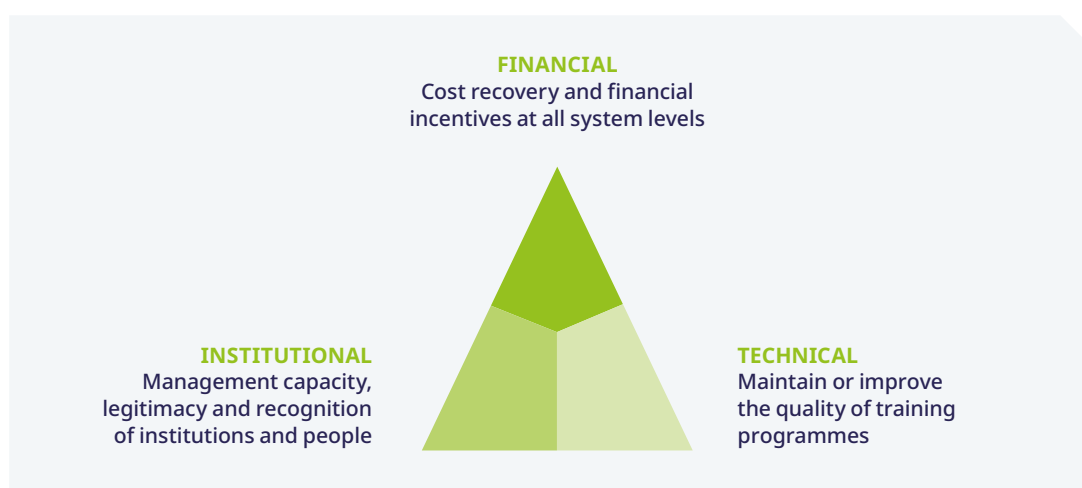 FINANCIAL
Cost recovery and financial
incentives at all system levels
INSTITUTIONAL
Management capacity,
legitimacy and recognition
of institutions and people
TECHNICAL
Maintain or improve
the quality of training
programmes